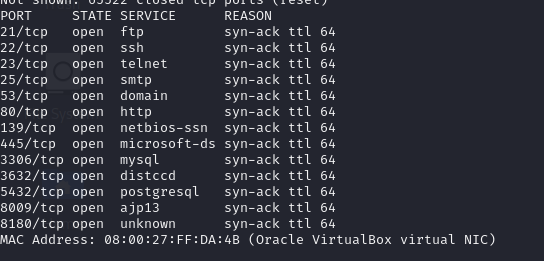 Not shown: 65522 closed tcp ports (reset)
PORT STATE SERVICE REASON
21/tcp open ftp syn-ack ttl 64
22/tcp open ssh syn-ack ttl 64
23/tcp open telnet syn-ack ttl 64
25/tcp open smtp syn-ack ttl 64
53/tcp open domain syn-ack ttl 64
80/tcp open http syn-ack ttl 64
139/tcp open netbios-ssn syn-ack ttl 64
445/tcp open microsoft-ds syn-ack ttl 64
3306/tcp open mysql syn-ack ttl 64
3632/tcp open distccd syn-ack ttl 64
5432/tcp open postgresql syn-ack ttl 64
8009/tcp open ajp13 syn-ack ttl 64
8180/tcp open unknown syn-ack ttl 64
MAC Address: 08:00:27:FF:DA:4B (Oracle VirtualBox virtual NIC)